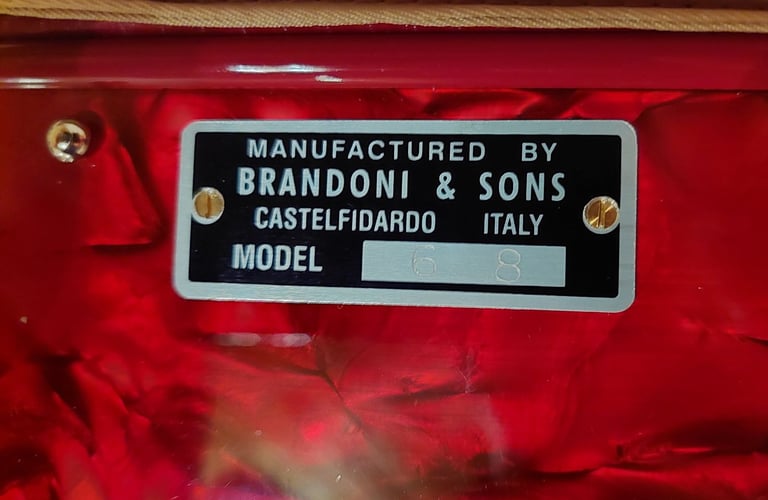 MANUFACTURED BY
BRANDONI & SONS
CASTELFIDARDO ITALY
MODEL 6 8